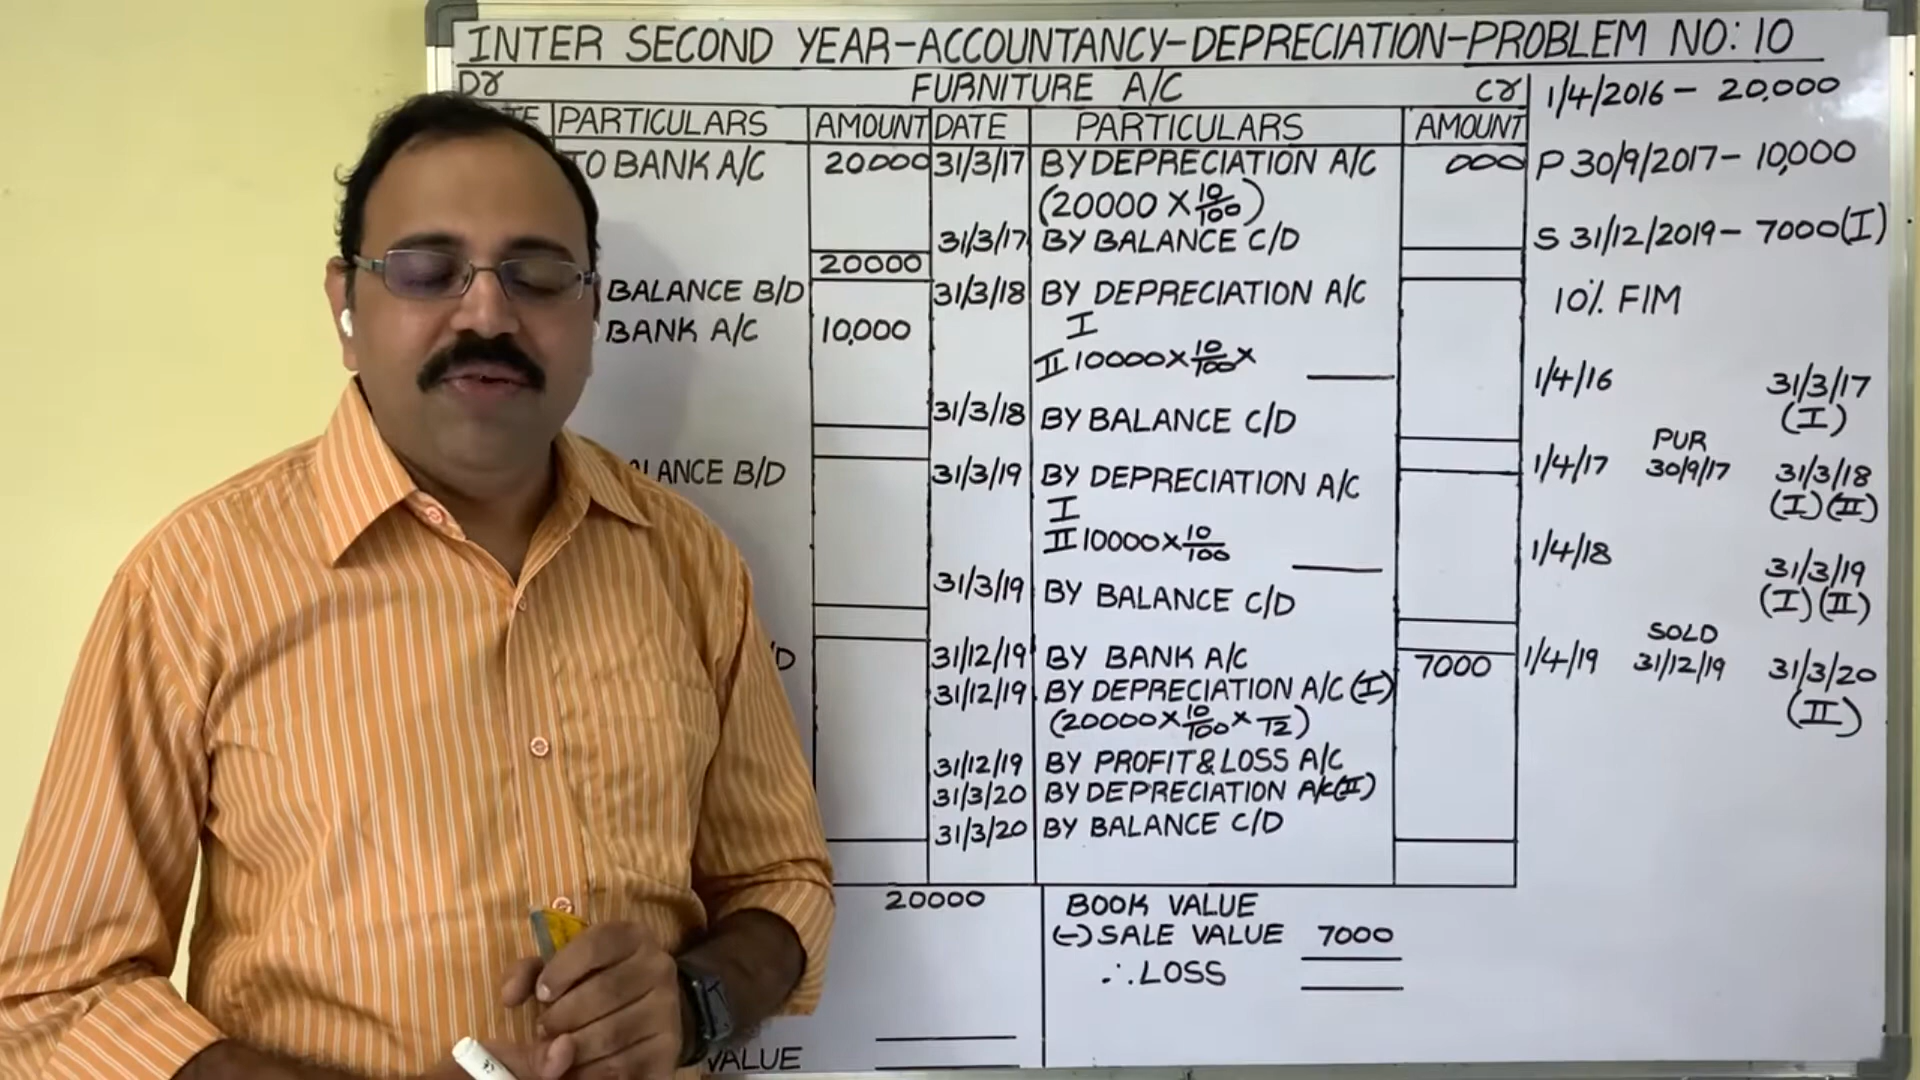 INTER SECOND YEAR-ACCOUNTANCY-DEPRECIATION-PROBLEM NO: 10
Dr FURNITURE A/C Cr
PARTICULARS AMOUNT DATE PARTICULARS AMOUNT
TO BANK A/C 20000 31/3/17 BY DEPRECIATION A/C 000
(20000 × 10/100)
31/3/17 BY BALANCE C/D
20000
BALANCE B/D 31/3/18 BY DEPRECIATION A/C
BANK A/C 10,000 I
II 10000×10/100×
31/3/18 BY BALANCE C/D
BALANCE B/D 31/3/19 BY DEPRECIATION A/C
I
II 10000×10/100
31/3/19 BY BALANCE C/D
31/12/19 BY BANK A/C 7000
31/12/19 BY DEPRECIATION A/C (I)
(20000×10/100×/12)
31/12/19 BY PROFIT & LOSS A/C
31/3/20 BY DEPRECIATION A/C(II)
31/3/20 BY BALANCE C/D
1/4/2016 - 20,000
P 30/9/2017- 10,000
S 31/12/2019- 7000 (I)
10% FIM
1/4/16 31/3/17
(I)
PUR
1/4/17 30/9/17 31/3/18
(I) (II)
1/4/18 31/3/19
(I) (II)
SOLD
1/4/19 31/12/19 31/3/20
(II)
20000
VALUE
BOOK VALUE
(-) SALE VALUE 7000
∴ LOSS